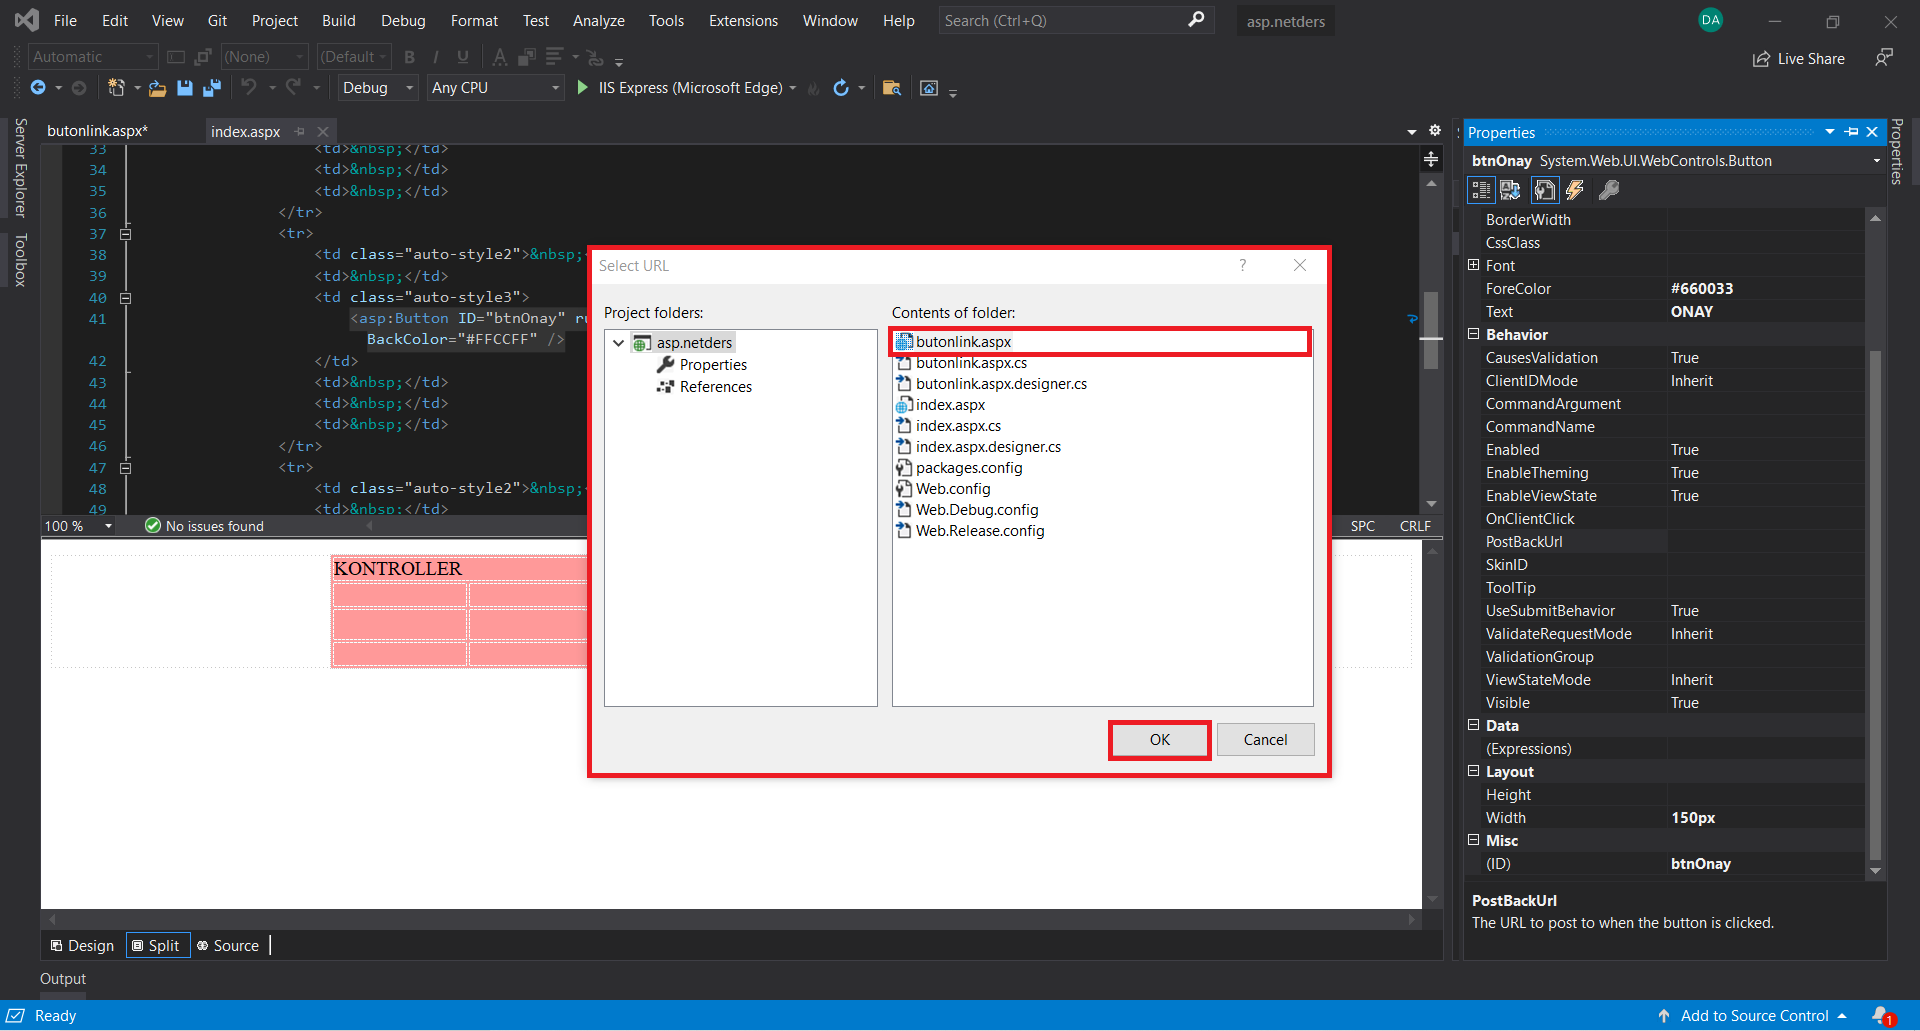 File Edit View Git Project Build Debug Format Test Analyze Tools Extensions Window Help Search (Ctrl+Q) asp.netders DA
Automatic (None) (Default B I U A Live Share
Debug Any CPU IIS Express (Microsoft Edge)
Server Explorer
Toolbox
butonlink.aspx* index.aspx
33 <td>&nbsp;</td>
34 <td>&nbsp;</td>
35 <td>&nbsp;</td>
36 </tr>
37 <tr>
38 <td class="auto-style2">&nbsp;
39 <td>&nbsp;</td>
40 <td class="auto-style3">
41 <asp:Button ID="btnOnay"
BackColor="#FFCCFF" />
42 </td>
43 <td>&nbsp;</td>
44 <td>&nbsp;</td>
45 <td>&nbsp;</td>
46 </tr>
47 <tr>
48 <td class="auto-style2">&nbsp;
49 <td>&nbsp;</td>
100 % No issues found SPC CRLF
KONTROLLER
Select URL ?
Project folders:
asp.netders
Properties
References
Contents of folder:
butonlink.aspx
butonlink.aspx.cs
butonlink.aspx.designer.cs
index.aspx
index.aspx.cs
index.aspx.designer.cs
packages.config
Web.config
Web.Debug.config
Web.Release.config
OK Cancel
Properties
Properties
btnOnay System.Web.UI.WebControls.Button
BorderWidth
CssClass
Font
ForeColor #660033
Text ONAY
Behavior
CausesValidation True
ClientIDMode Inherit
CommandArgument
CommandName
Enabled True
EnableTheming True
EnableViewState True
OnClientClick
PostBackUrl
SkinID
ToolTip
UseSubmitBehavior True
ValidateRequestMode Inherit
ValidationGroup
ViewStateMode Inherit
Visible True
Data
(Expressions)
Layout
Height
Width 150px
Misc
(ID) btnOnay
PostBackUrl
The URL to post to when the button is clicked.
Design Split Source
Output
Ready Add to Source Control 1